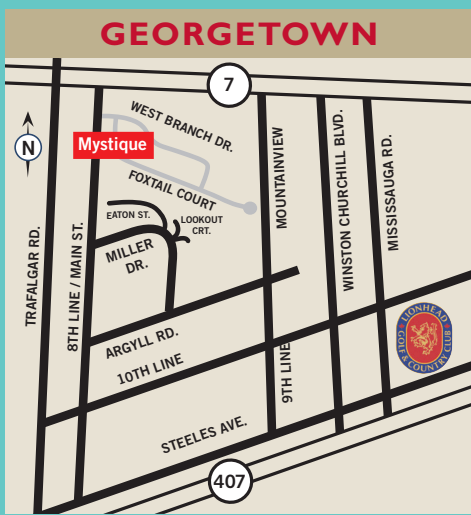 GEORGETOWN
7
WEST BRANCH DR.
N
Mystique
FOXTAIL COURT
EATON ST.
LOOKOUT
CRT.
MILLER
DR.
TRAFALGAR RD.
8TH LINE / MAIN ST.
MOUNTAINVIEW
WINSTON CHURCHILL BLVD.
MISSISSAUGA RD.
ARGYLL RD.
10TH LINE
9TH LINE
LIONHEAD
GOLF & COUNTRY CLUB
STEELES AVE.
407